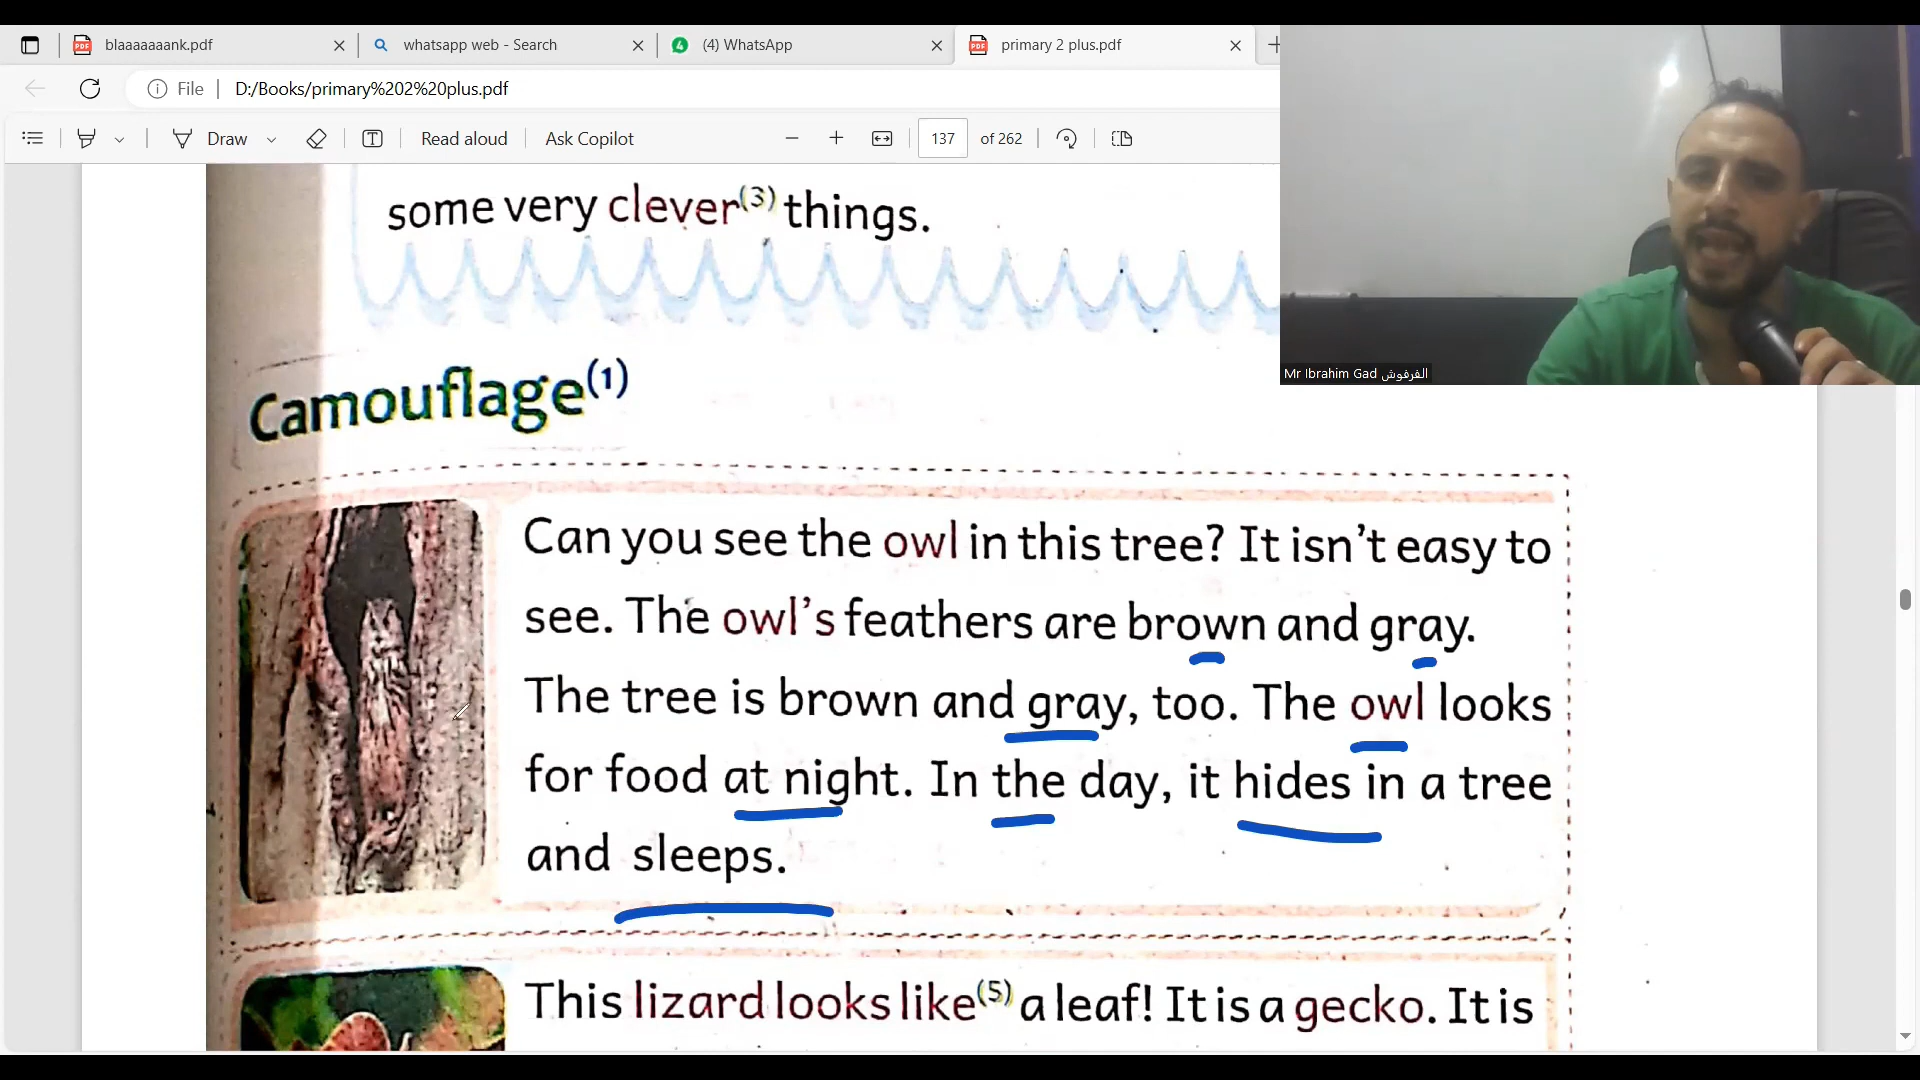 blaaaaaaank.pdf
whatsapp web - Search
(4) WhatsApp
primary 2 plus.pdf
File
D:/Books/primary%202%20plus.pdf
Draw
Read aloud
Ask Copilot
137
of 262
Mr Ibrahim Gad الفرفوش
some very clever(3) things.
Camouflage(1)
Can you see the owl in this tree? It isn't easy to
see. The owl's feathers are brown and gray.
The tree is brown and gray, too. The owl looks
for food at night. In the day, it hides in a tree
and sleeps.
This lizard looks like(5) a leaf! It is a gecko. It is